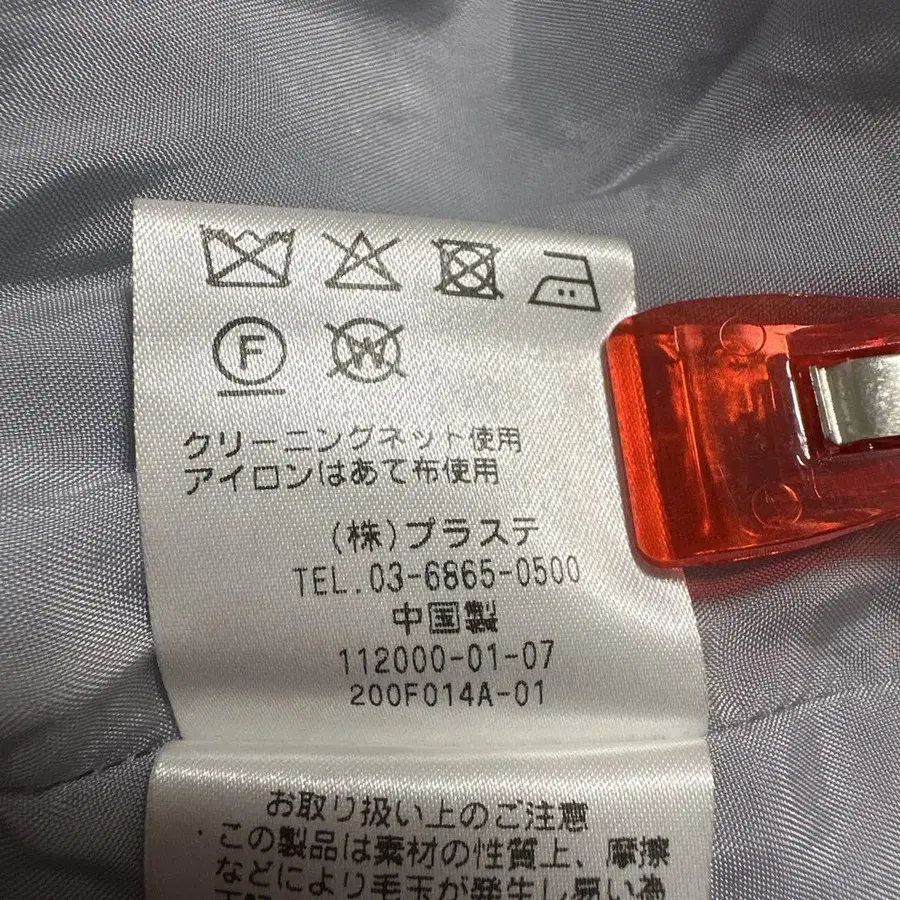 F W
クリーニングネット使用
アイロンはあて布使用
(株)プラステ
TEL.03-6865-0500
中国製
112000-01-07
200F014A-01
お取り扱い上のご注意
この製品は素材の性質上、摩擦
などにより毛玉が発生し易い為